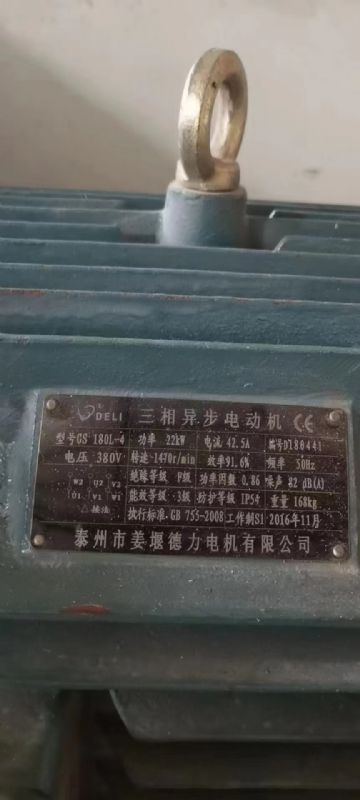 DELI 三相异步电动机 CE
型号GS 180L-4 功率 22kW 电流 42.5A 编号D180441
电压 380V 转速 1470r/min 效率91.6% 频率 50Hz
W2 U2 V2 绝缘等级 F级 功率因数 0.86 噪声 82 dB(A)
U1 V1 W1 能效等级 3级 防护等级 IP54 重量 168kg
△接法 执行标准 GB 755-2008 工作制S1 2016年11月
泰州市姜堰德力电机有限公司